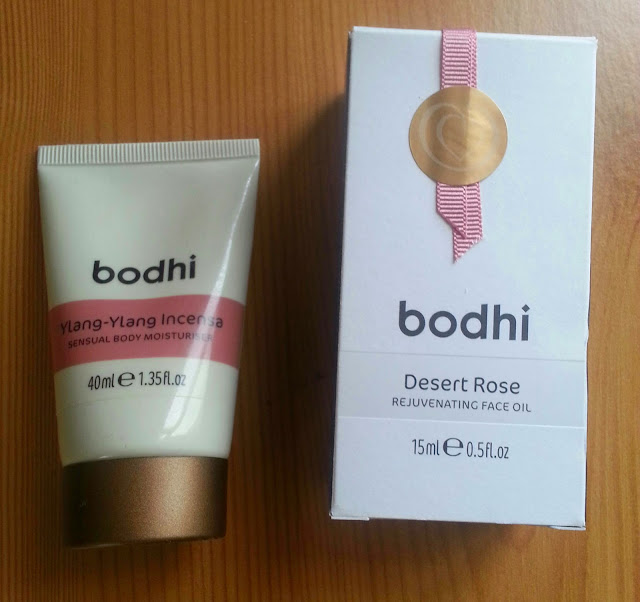 bodhi
Ylang-Ylang Incensa
SENSUAL BODY MOISTURISER
40ml ℮ 1.35fl.oz
bodhi
Desert Rose
REJUVENATING FACE OIL
15ml ℮ 0.5fl.oz